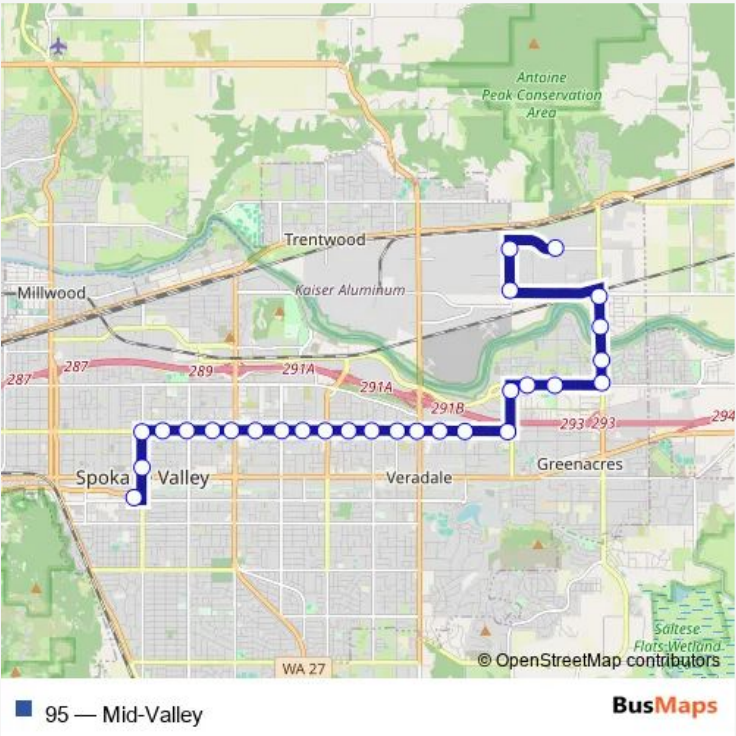 Antoine
Peak Conservation
Area
Trentwood
Kaiser Aluminum
Millwood
287
287
289
291A
291A
291B
293 293
294
Spoka Valley
Veradale
Greenacres
Saltese
Flats Wetland
© OpenStreetMap contributors
WA 27
95 — Mid-Valley
BusMaps